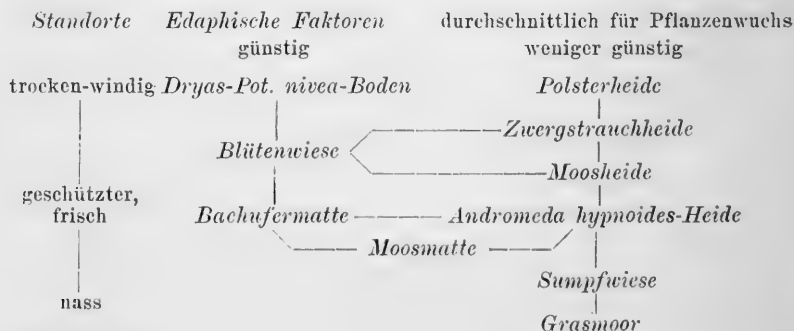 Standorte Edaphische Faktoren durchschnittlich für Pflanzenwuchs
günstig weniger günstig
trocken-windig Dryas-Pot. nivea-Boden Polsterheide
Zwergstrauchheide
Blütenwiese
Moosheide
geschützter,
frisch Bachufermatte Andromeda hypnoides-Heide
Moosmatte
Sumpfwiese
nass
Grasmoor